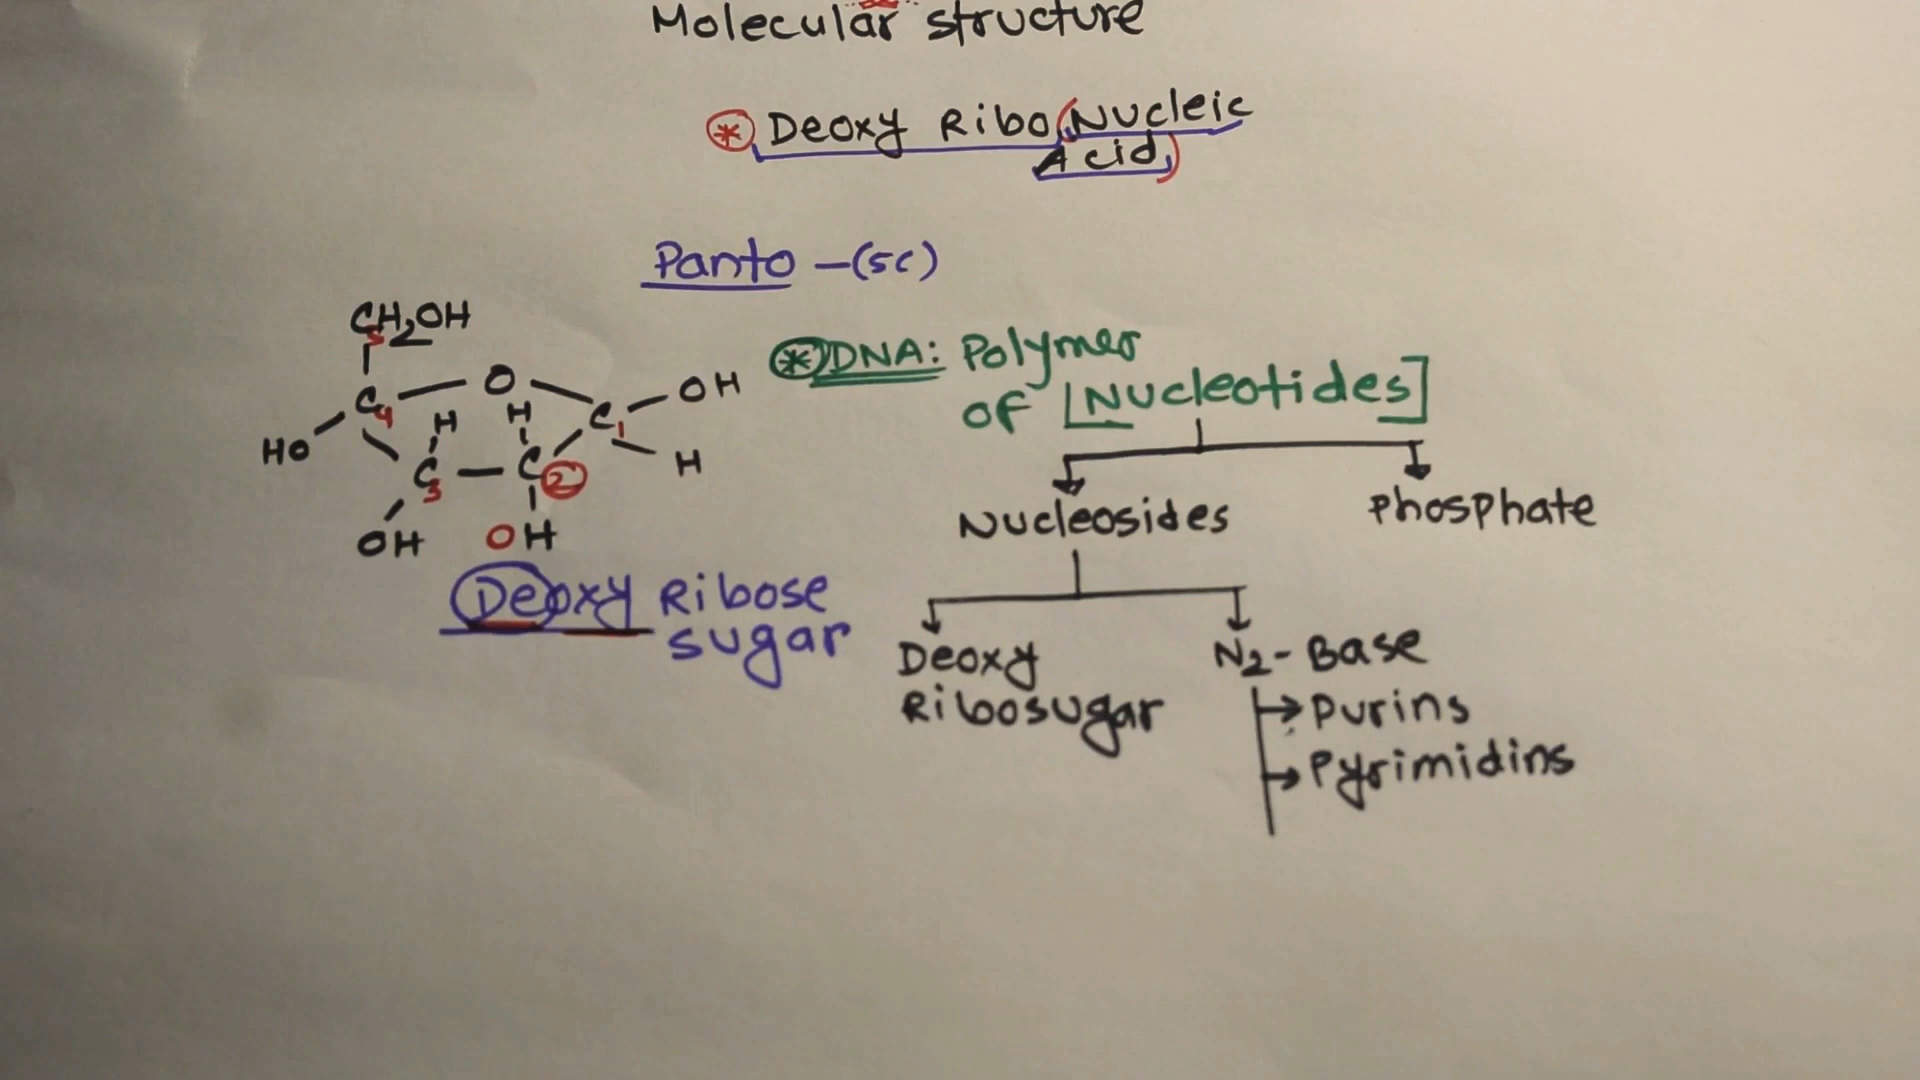 Molecular structure
* Deoxy Ribo (Nucleic
Acid)
Panto - (5C)
CH2OH
5
C4 O C1 OH
HO H H H
C3 C2
OH OH
Deoxy Ribose
sugar
* DNA: Polymer
of [Nucleotides]
Nucleosides Phosphate
Deoxy
Ribosugar
N2-Base
Purins
Pyrimidins